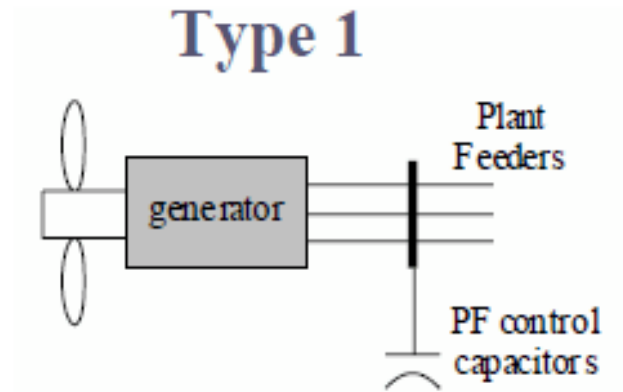 Type 1
Plant
Feeders
generator
PF control
capacitors